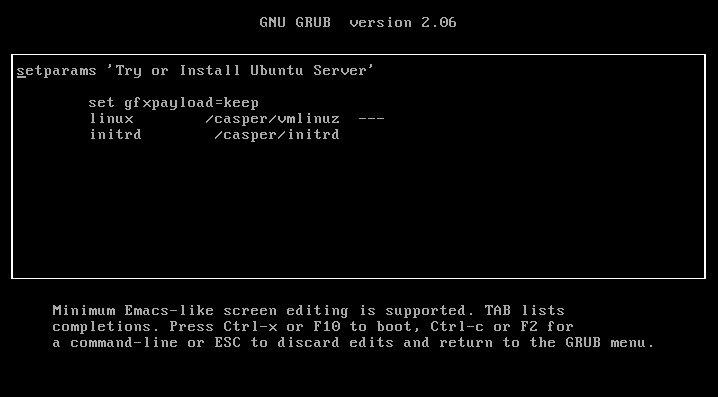 GNU GRUB  version 2.06
setparams 'Try or Install Ubuntu Server'
set gfxpayload=keep
linux        /casper/vmlinuz  ---
initrd        /casper/initrd
Minimum Emacs-like screen editing is supported. TAB lists
completions. Press Ctrl-x or F10 to boot, Ctrl-c or F2 for
a command-line or ESC to discard edits and return to the GRUB menu.